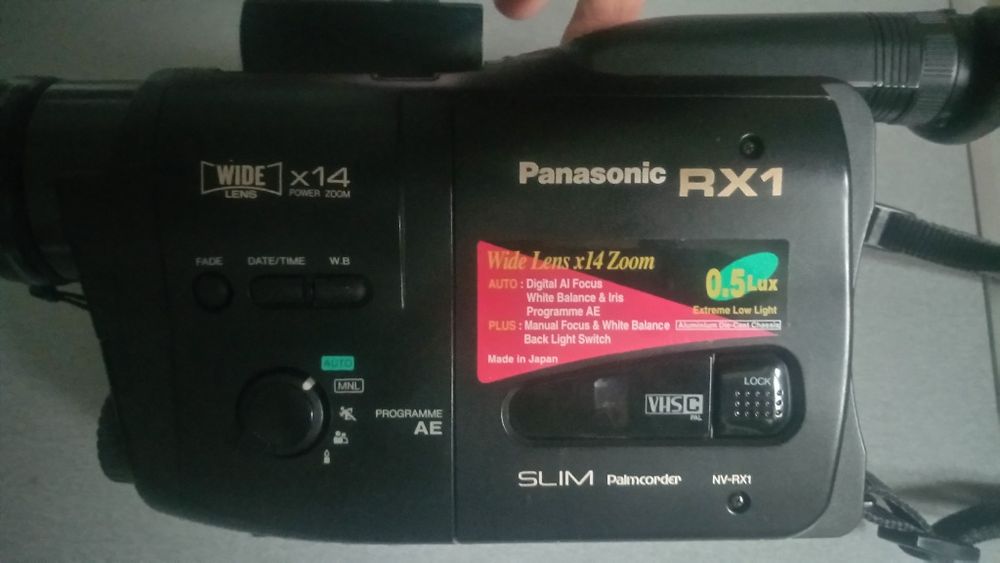 WIDE
LENS
x14
POWER ZOOM
FADE
DATE/TIME
W.B
AUTO
MNL
PROGRAMME
AE
Panasonic RX1
Wide Lens x14 Zoom
AUTO : Digital AI Focus
White Balance & Iris
Programme AE
PLUS : Manual Focus & White Balance
Back Light Switch
Made in Japan
0.5 Lux
Extreme Low Light
Aluminium Die-Cast Chassis
VHS C
PAL
LOCK
SLIM Palmcorder NV-RX1